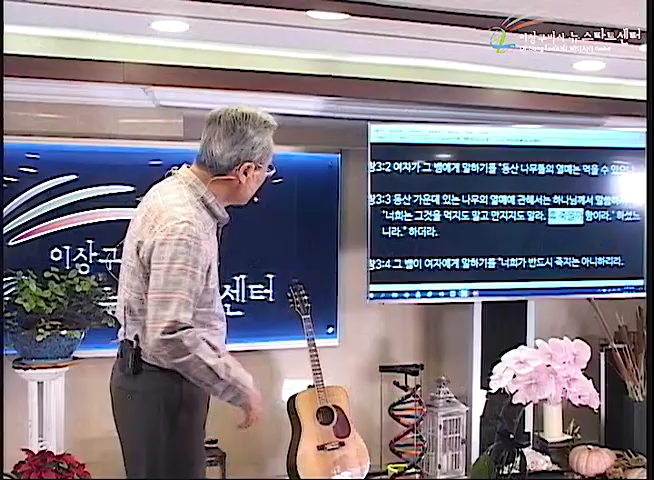 이상구박사 뉴스타트센터
창3:2 여자가 그 뱀에게 말하기를 "동산 나무들의 열매는 먹을 수
창3:3 동산 가운데 있는 나무의 열매에 관해서는 하나님께서 말씀
"너희는 그것을 먹지도 말고 만지지도 말라. 죽을까 함이라." 하셨느
니라." 하더라.
창3:4 그 뱀이 여자에게 말하기를 "너희가 반드시 죽지는 아니하리라.
이상구
센터